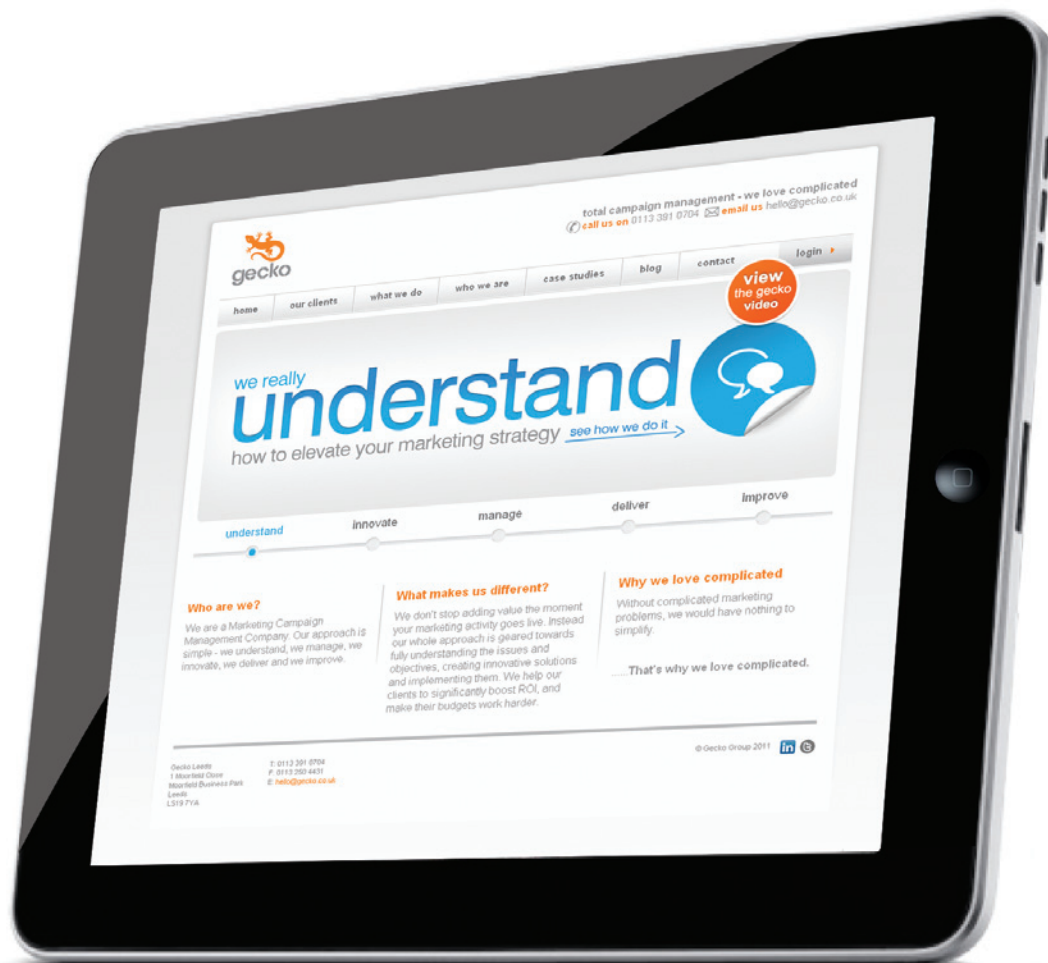 total campaign management - we love complicated
call us on 0113 391 0704 email us hello@gecko.co.uk
gecko
home our clients what we do who we are case studies blog contact login
view
the gecko
video
we really
understand
how to elevate your marketing strategy see how we do it
understand innovate manage deliver improve
Who are we?
We are a Marketing Campaign
Management Company. Our approach is
simple - we understand, we manage, we
innovate, we deliver and we improve.
What makes us different?
We don't stop adding value the moment
your marketing activity goes live. Instead
our whole approach is geared towards
fully understanding the issues and
objectives, creating innovative solutions
and implementing them. We help our
clients to significantly boost ROI, and
make their budgets work harder.
Why we love complicated
Without complicated marketing
problems, we would have nothing to
simplify.
.....That's why we love complicated.
Gecko Leeds
1 Moorfield Close
Moorfield Business Park
Leeds
LS19 7YA
T: 0113 391 0704
F: 0113 250 4431
E: hello@gecko.co.uk
© Gecko Group 2011 in